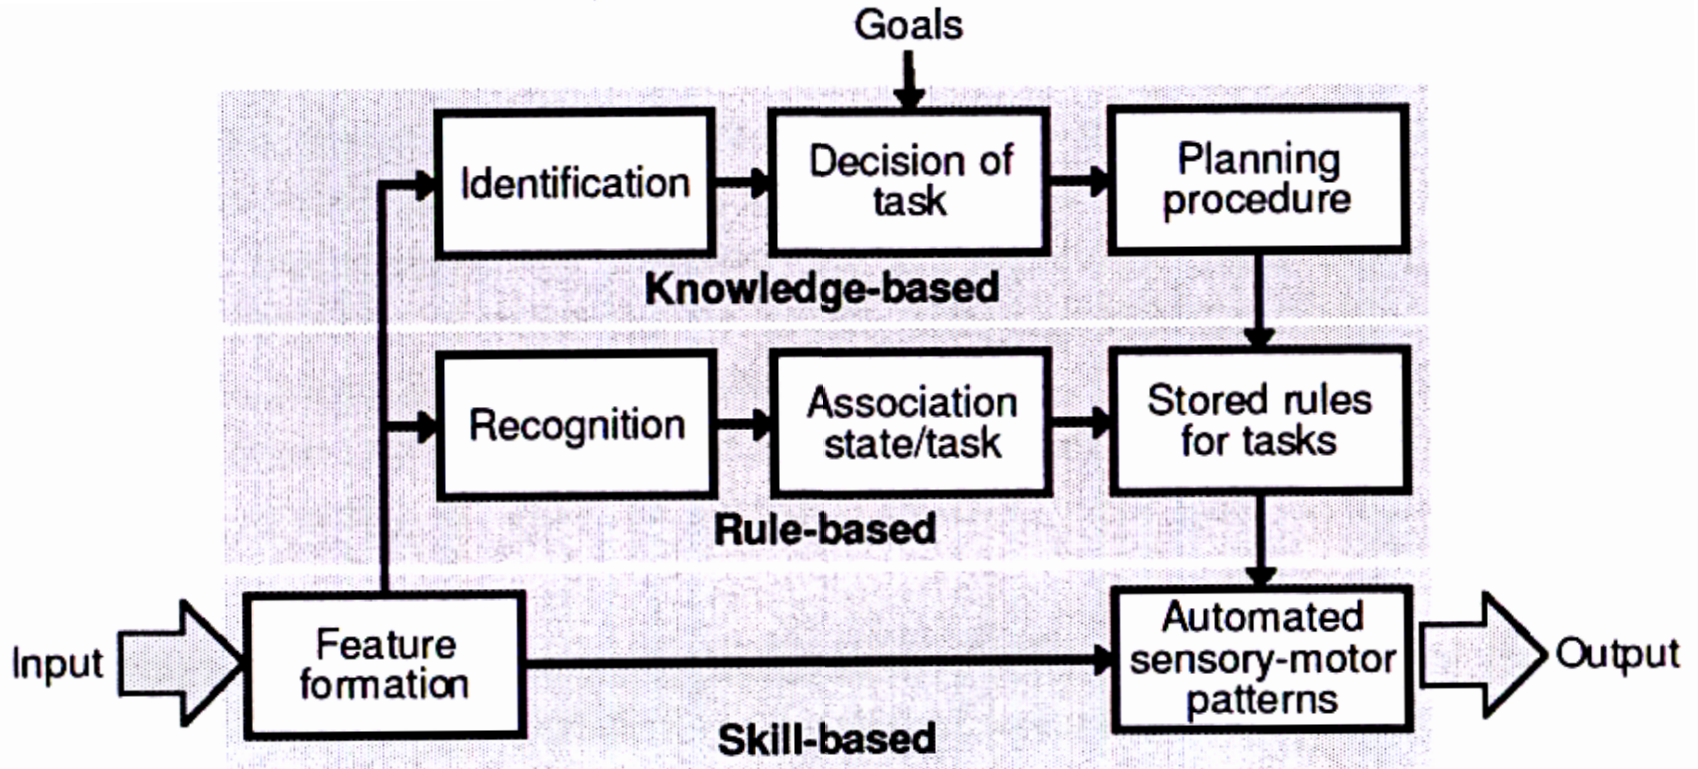 Goals
Identification
Decision of
task
Planning
procedure
Knowledge-based
Recognition
Association
state/task
Stored rules
for tasks
Rule-based
Input
Feature
formation
Automated
sensory-motor
patterns
Output
Skill-based